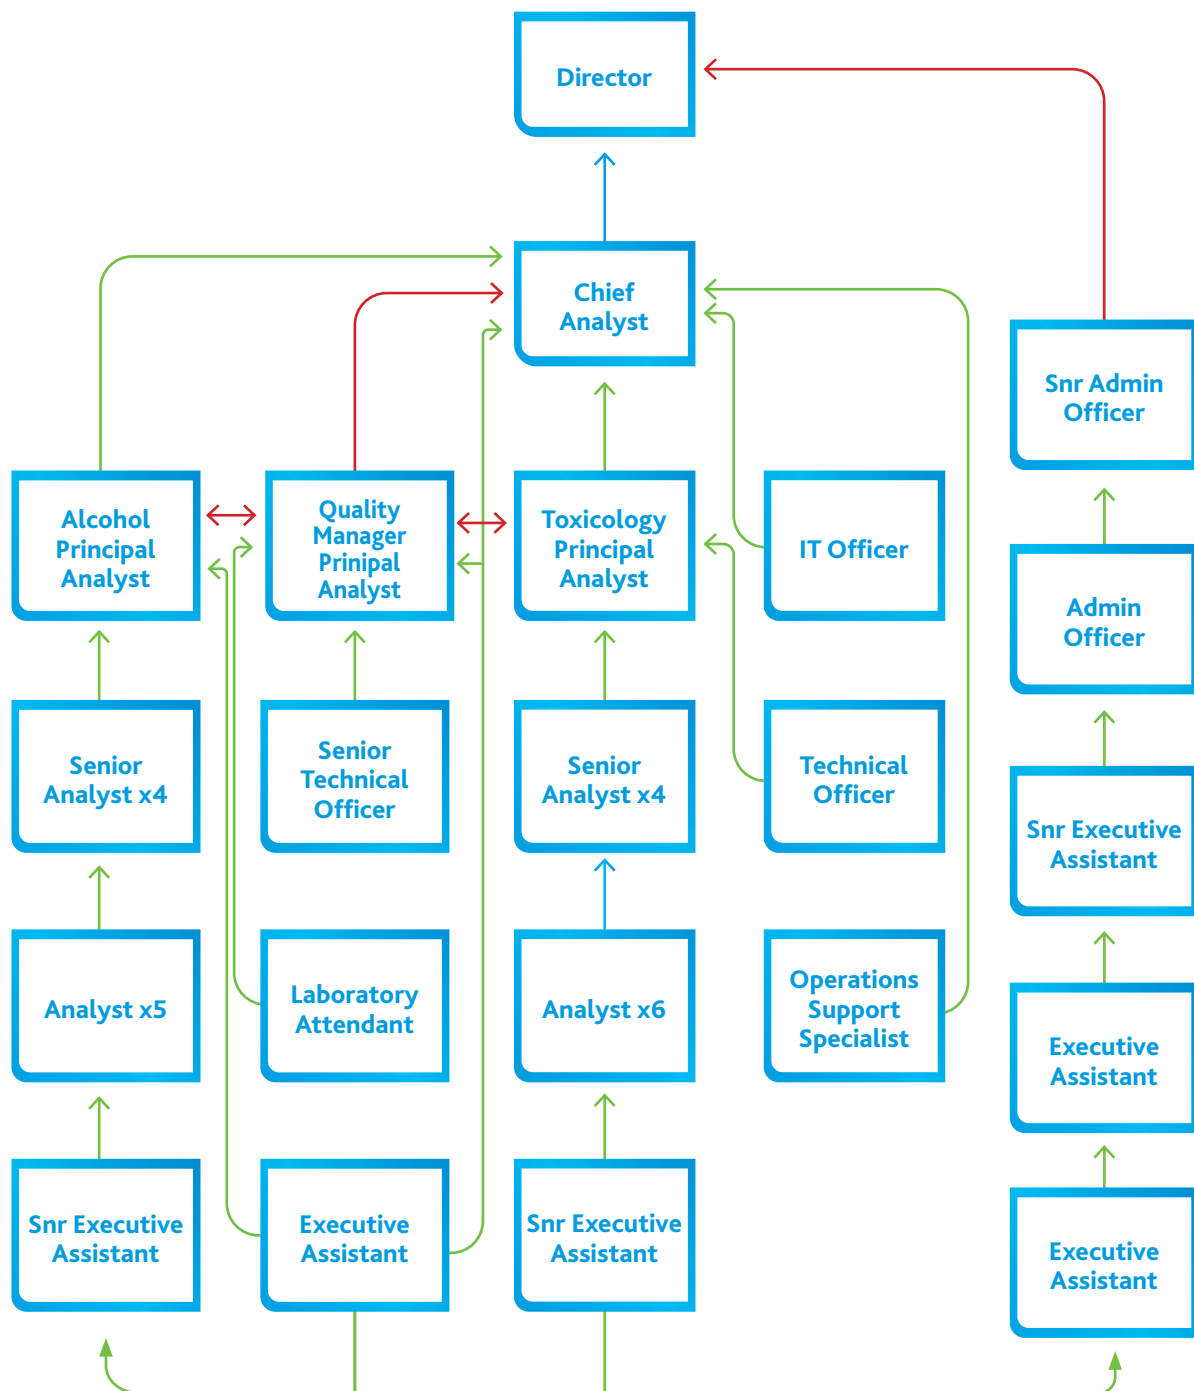 Director
Chief
Analyst
Snr Admin
Officer
Alcohol
Principal
Analyst
Quality
Manager
Prinipal
Analyst
Toxicology
Principal
Analyst
IT Officer
Admin
Officer
Senior
Analyst x4
Senior
Technical
Officer
Senior
Analyst x4
Technical
Officer
Snr Executive
Assistant
Analyst x5
Laboratory
Attendant
Analyst x6
Operations
Support
Specialist
Executive
Assistant
Snr Executive
Assistant
Executive
Assistant
Snr Executive
Assistant
Executive
Assistant